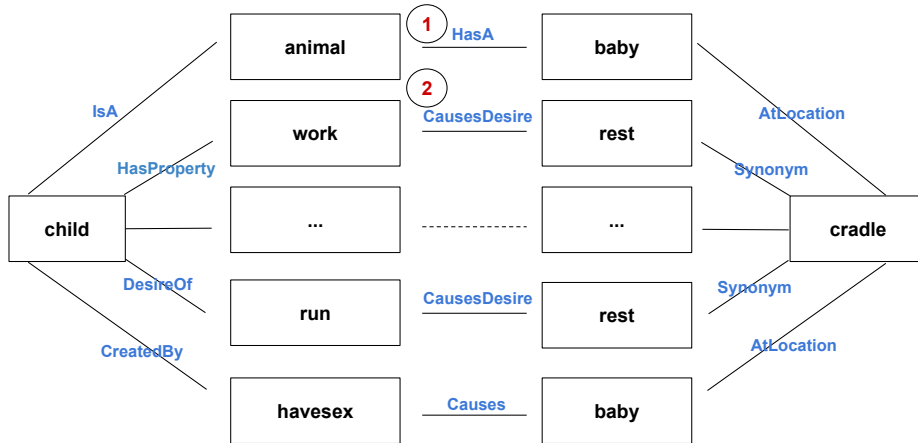 1
animal
HasA
baby
2
IsA
work
CausesDesire
rest
AtLocation
HasProperty
Synonym
child
...
...
cradle
DesireOf
run
CausesDesire
rest
Synonym
CreatedBy
AtLocation
havesex
Causes
baby